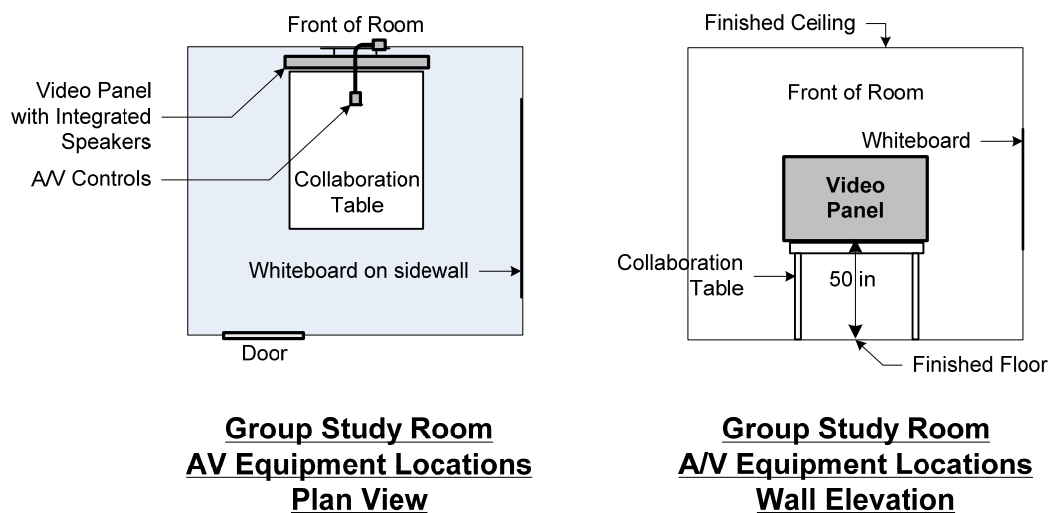 Front of Room
Video Panel
with Integrated
Speakers
A/V Controls
Collaboration
Table
Whiteboard on sidewall
Door
Group Study Room
AV Equipment Locations
Plan View
Finished Ceiling
Front of Room
Whiteboard
Video
Panel
Collaboration
Table
50 in
Finished Floor
Group Study Room
A/V Equipment Locations
Wall Elevation